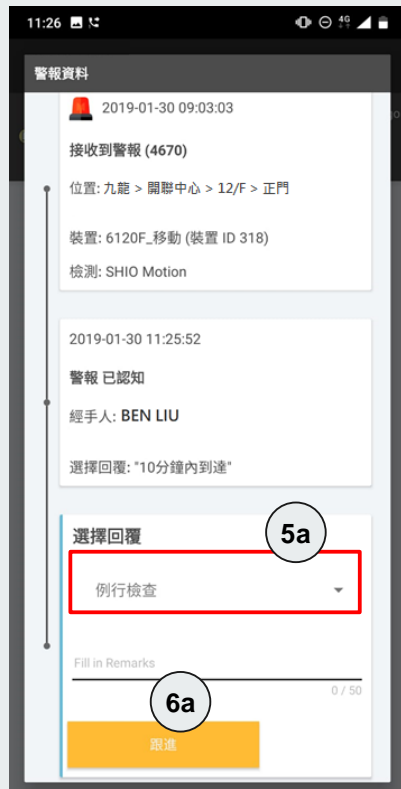 11:26
4G
警報資料
2019-01-30 09:03:03
接收到警報 (4670)
位置: 九龍 > 開聯中心 > 12/F > 正門
裝置: 6120F_移動 (裝置 ID 318)
檢測: SHIO Motion
2019-01-30 11:25:52
警報 已認知
經手人: BEN LIU
選擇回覆: "10分鐘內到達"
選擇回覆
5a
例行檢查
Fill in Remarks
0 / 50
6a
跟進